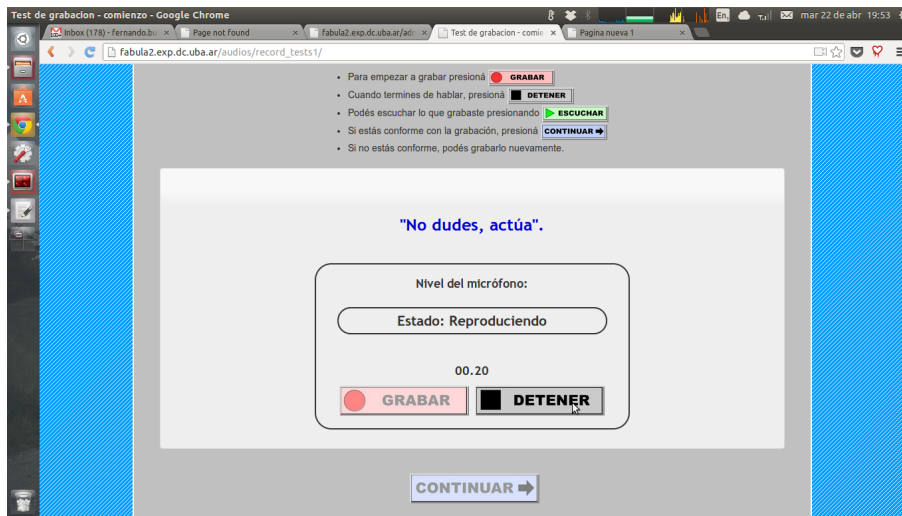 Test de grabacion - comienzo - Google Chrome
En
mar 22 de abr 19:53
Inbox (178) - fernando.bu
Page not found
fabula2.exp.dc.uba.ar/adm
Test de grabacion - comie
Pagina nueva 1
fabula2.exp.dc.uba.ar/audios/record_tests1/
• Para empezar a grabar presioná GRABAR
• Cuando termines de hablar, presioná DETENER
• Podés escuchar lo que grabaste presionando ESCUCHAR
• Si estás conforme con la grabación, presioná CONTINUAR
• Si no estás conforme, podés grabarlo nuevamente.
"No dudes, actúa".
Nivel del micrófono:
Estado: Reproduciendo
00.20
GRABAR DETENER
CONTINUAR